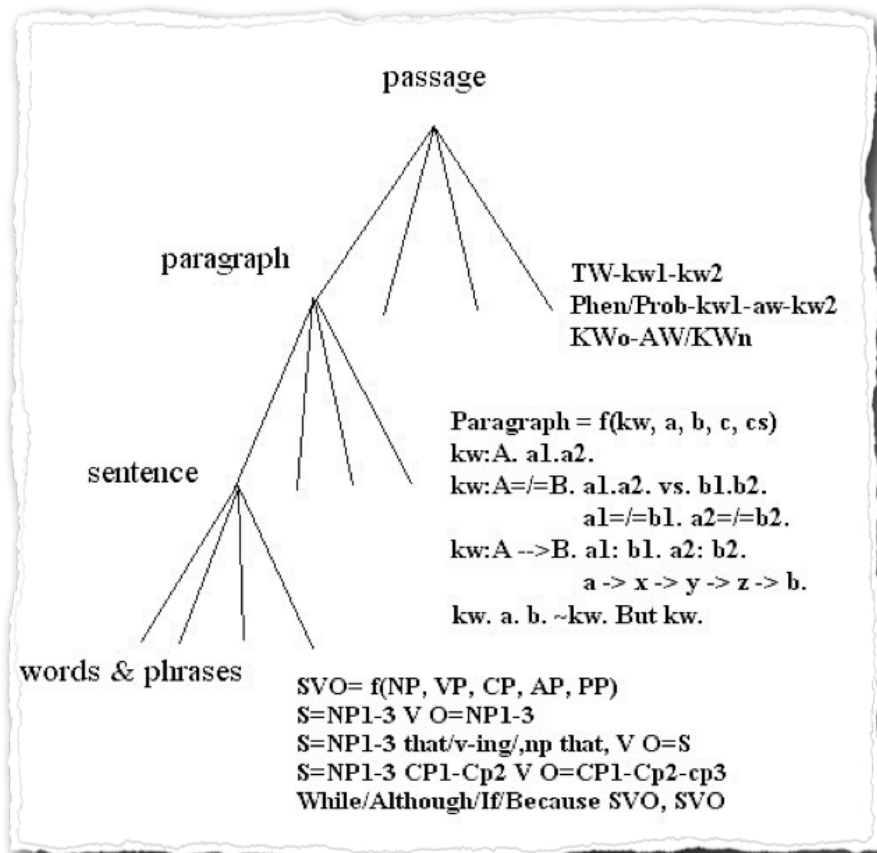 passage
paragraph
TW-kw1-kw2
Phen/Prob-kw1-aw-kw2
KWo-AW/KWn
Paragraph = f(kw, a, b, c, cs)
kw:A. a1.a2.
kw:A=/=B. a1.a2. vs. b1.b2.
a1=/=b1. a2=/=b2.
kw:A -->B. a1: b1. a2: b2.
a -> x -> y -> z -> b.
kw. a. b. ~kw. But kw.
sentence
words & phrases
SVO= f(NP, VP, CP, AP, PP)
S=NP1-3 V O=NP1-3
S=NP1-3 that/v-ing/,np that, V O=S
S=NP1-3 CP1-Cp2 V O=CP1-Cp2-cp3
While/Although/If/Because SVO, SVO